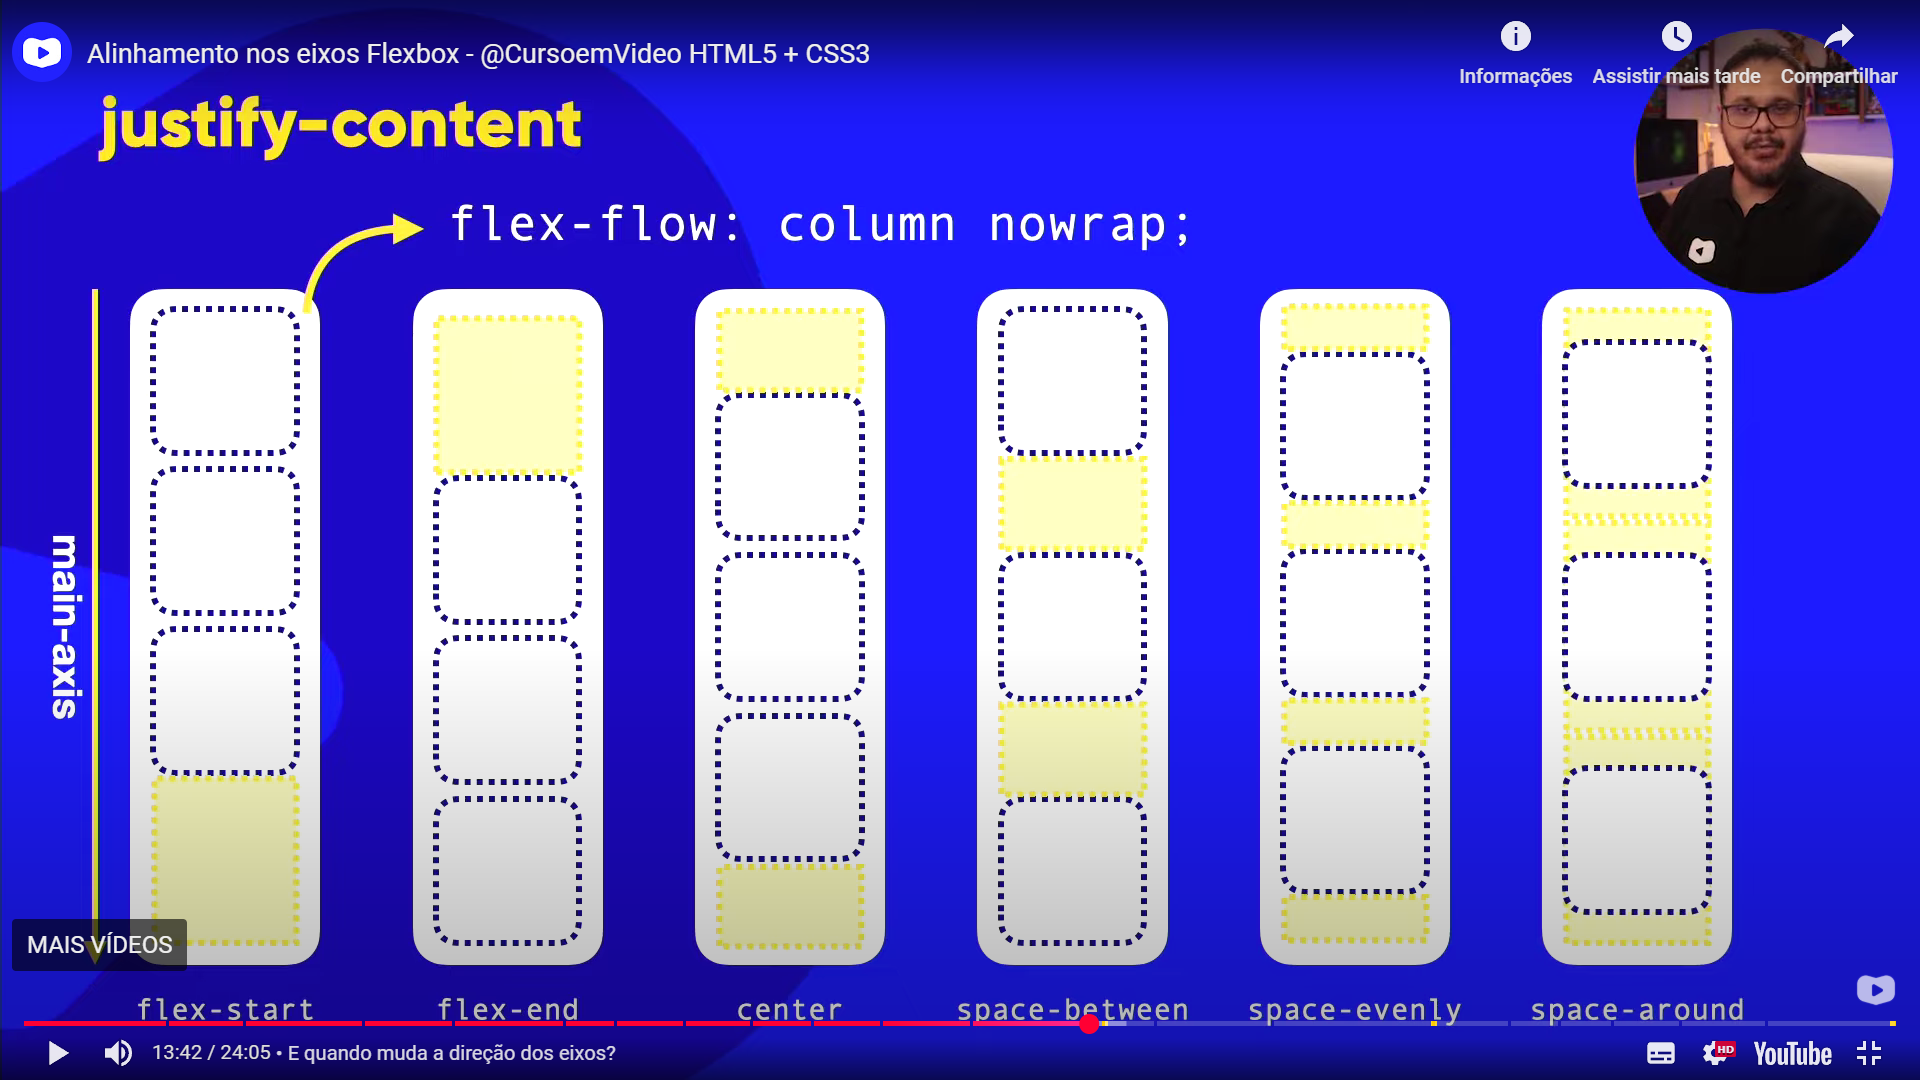 Alinhamento nos eixos Flexbox - @CursoemVideo HTML5 + CSS3
Informações
Assistir mais tarde
Compartilhar
justify-content
flex-flow: column nowrap;
main-axis
MAIS VÍDEOS
flex-start
flex-end
center
space-between
space-evenly
space-around
13:42 / 24:05 • E quando muda a direção dos eixos?
HD
YouTube